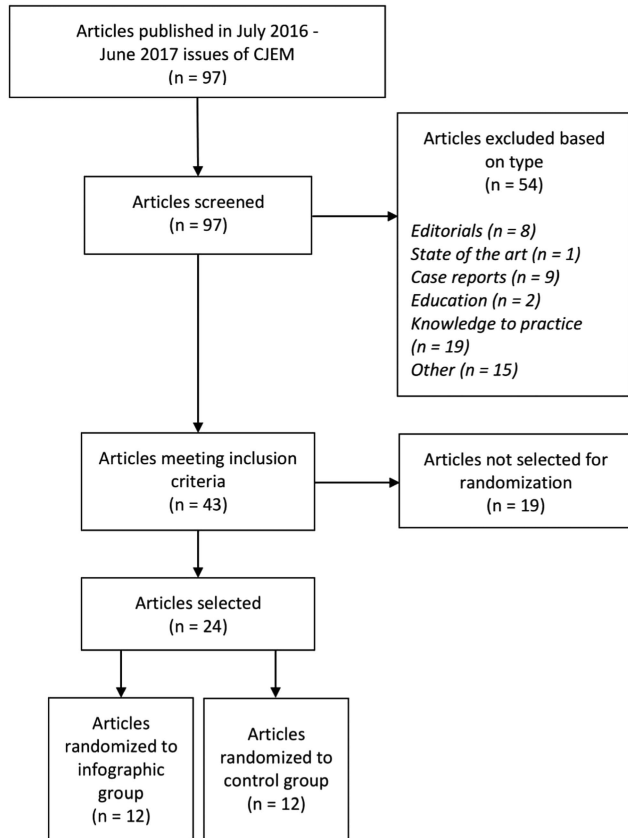 Articles published in July 2016 -
June 2017 issues of CJEM
(n = 97)
Articles screened
(n = 97)
Articles excluded based
on type
(n = 54)
Editorials (n = 8)
State of the art (n = 1)
Case reports (n = 9)
Education (n = 2)
Knowledge to practice
(n = 19)
Other (n = 15)
Articles meeting inclusion
criteria
(n = 43)
Articles not selected for
randomization
(n = 19)
Articles selected
(n = 24)
Articles
randomized to
infographic
group
(n = 12)
Articles
randomized to
control group
(n = 12)